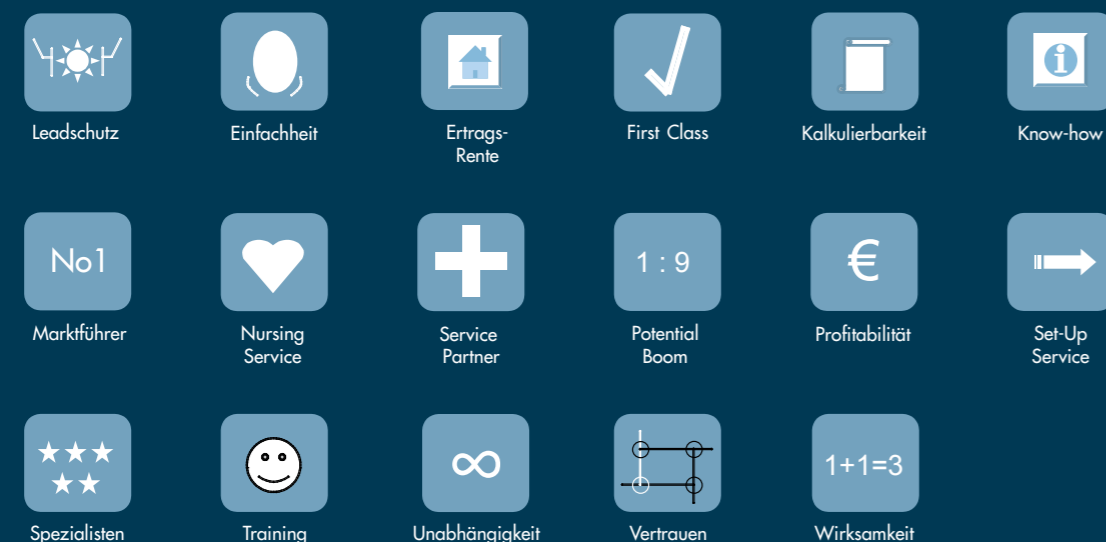 Leadschutz
Einfachheit
Ertrags-
Rente
First Class
Kalkulierbarkeit
Know-how
No1
Marktführer
Nursing
Service
Service
Partner
1 : 9
Potential
Boom
€
Profitabilität
Set-Up
Service
Spezialisten
Training
∞
Unabhängigkeit
Vertrauen
1+1=3
Wirksamkeit